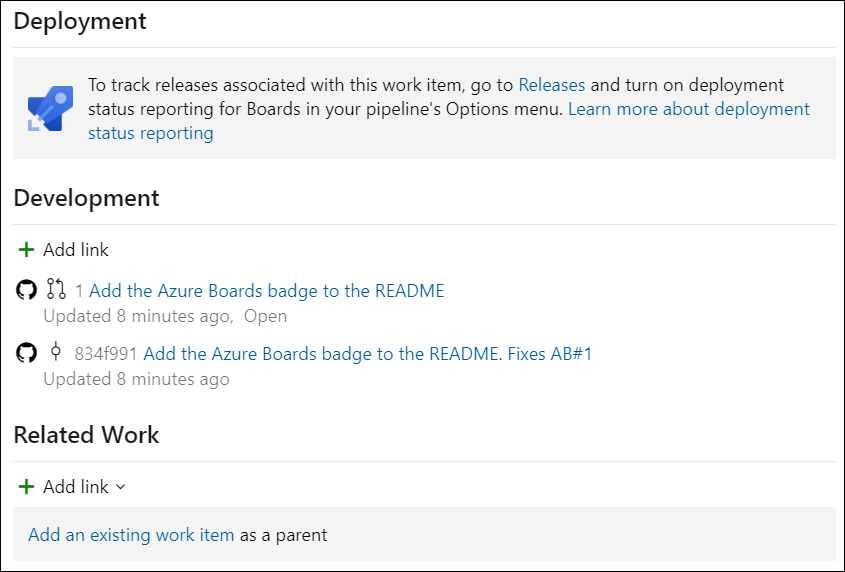 Deployment
To track releases associated with this work item, go to Releases and turn on deployment
status reporting for Boards in your pipeline's Options menu. Learn more about deployment
status reporting
Development
Add link
1 Add the Azure Boards badge to the README
Updated 8 minutes ago, Open
834f991 Add the Azure Boards badge to the README. Fixes AB#1
Updated 8 minutes ago
Related Work
Add link
Add an existing work item as a parent